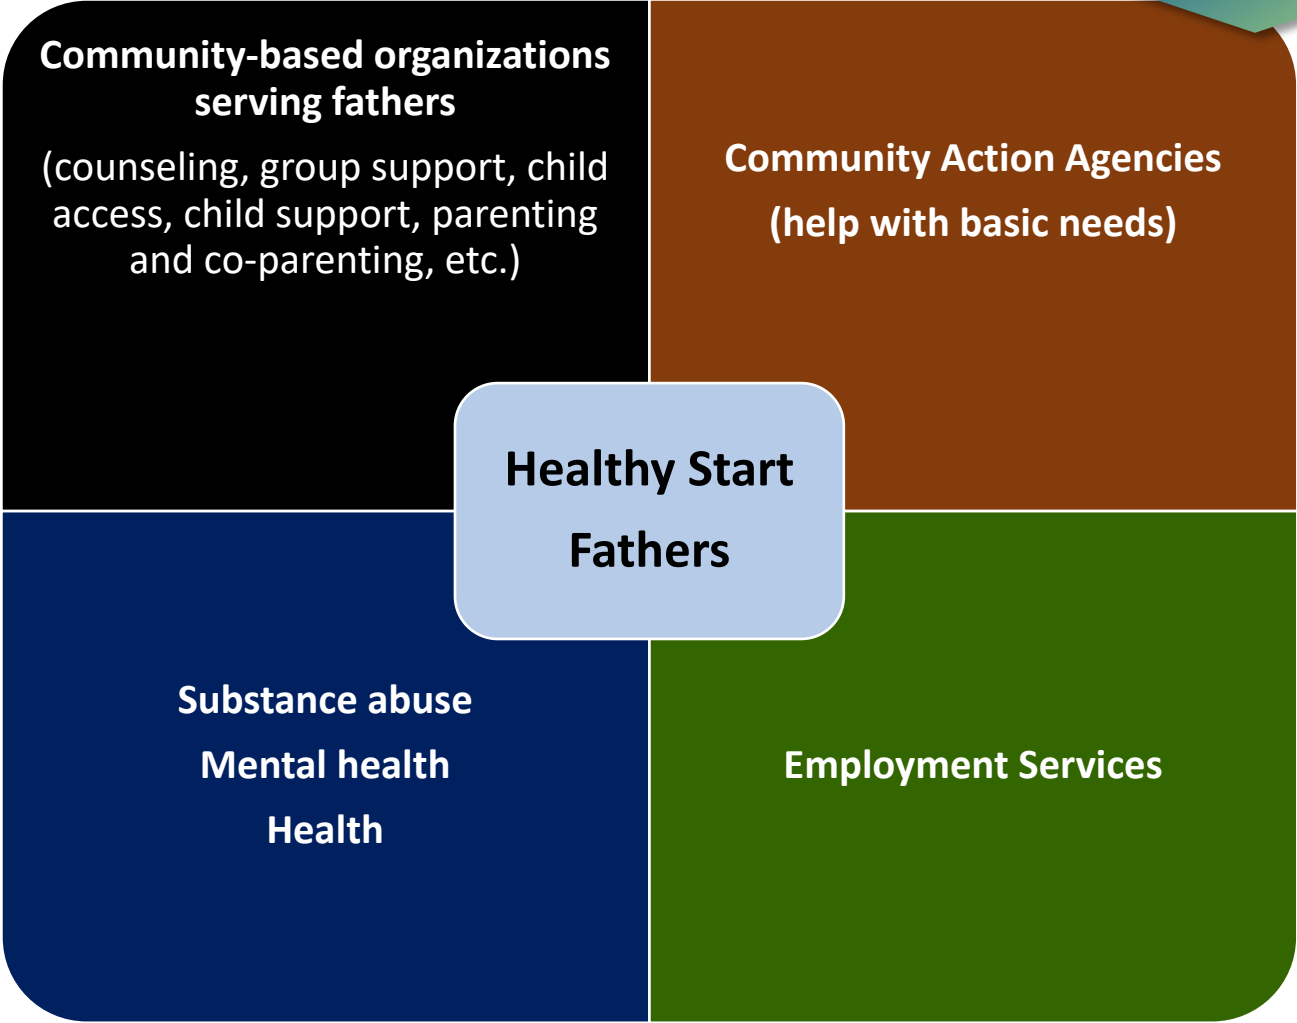 Community-based organizations
serving fathers
(counseling, group support, child
access, child support, parenting
and co-parenting, etc.)
Community Action Agencies
(help with basic needs)
Healthy Start
Fathers
Substance abuse
Mental health
Health
Employment Services